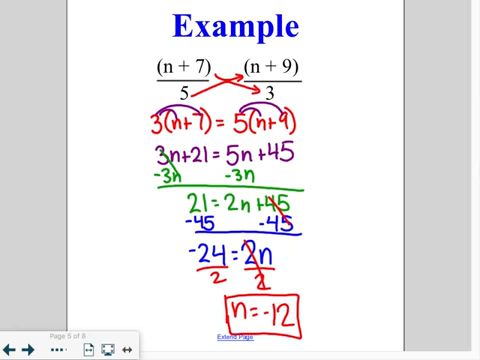 Example
(n + 7) (n + 9)
5 3
3(n+7) = 5(n+9)
3n+21 = 5n+45
-3n -3n
21 = 2n+45
-45 -45
-24 = 2n
2 2
n = -12
Page 5 of 8
Extend Page